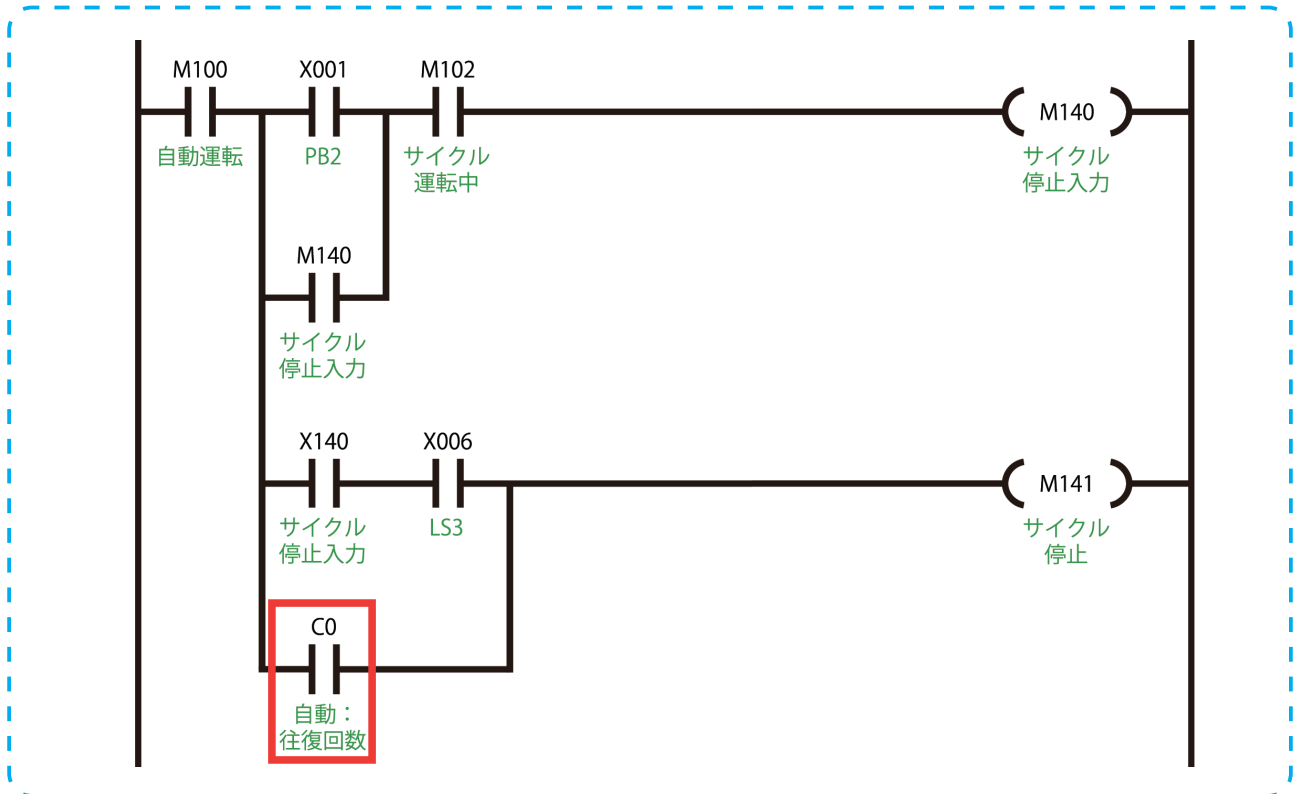 M100 X001 M102
M140
自動運転 PB2 サイクル 運転中
サイクル 停止入力
M140
サイクル
停止入力
X140 X006
M141
サイクル 停止入力
LS3
サイクル 停止
C0
自動：
往復回数